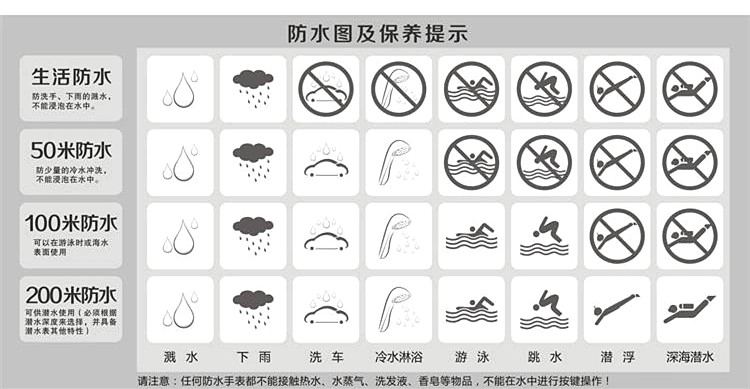 防水图及保养提示
生活防水
防洗手、下雨的溅水，
不能浸泡在水中。
50米防水
防少量的冷水冲洗，
不能浸泡在水中。
100米防水
可以在游泳时或海水
表面使用
200米防水
可供潜水使用（必须根据
潜水深度来选择，并具备
潜水表其他特性）
溅 水 下 雨 洗 车 冷水淋浴 游 泳 跳 水 潜 浮 深海潜水
请注意：任何防水手表都不能接触热水、水蒸气、洗发液、香皂等物品，不能在水中进行按键操作！